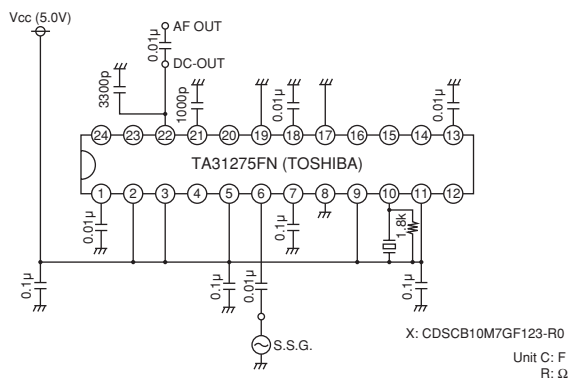 Vcc (5.0V)
AF OUT
0.01μ
DC-OUT
3300p
1000p
0.01μ
0.01μ
24 23 22 21 20 19 18 17 16 15 14 13
TA31275FN (TOSHIBA)
1 2 3 4 5 6 7 8 9 10 11 12
0.01μ
0.1μ
1.8k
0.1μ
0.1μ
0.01μ
0.1μ
S.S.G.
X: CDSCB10M7GF123-R0
Unit C: F
R: Ω